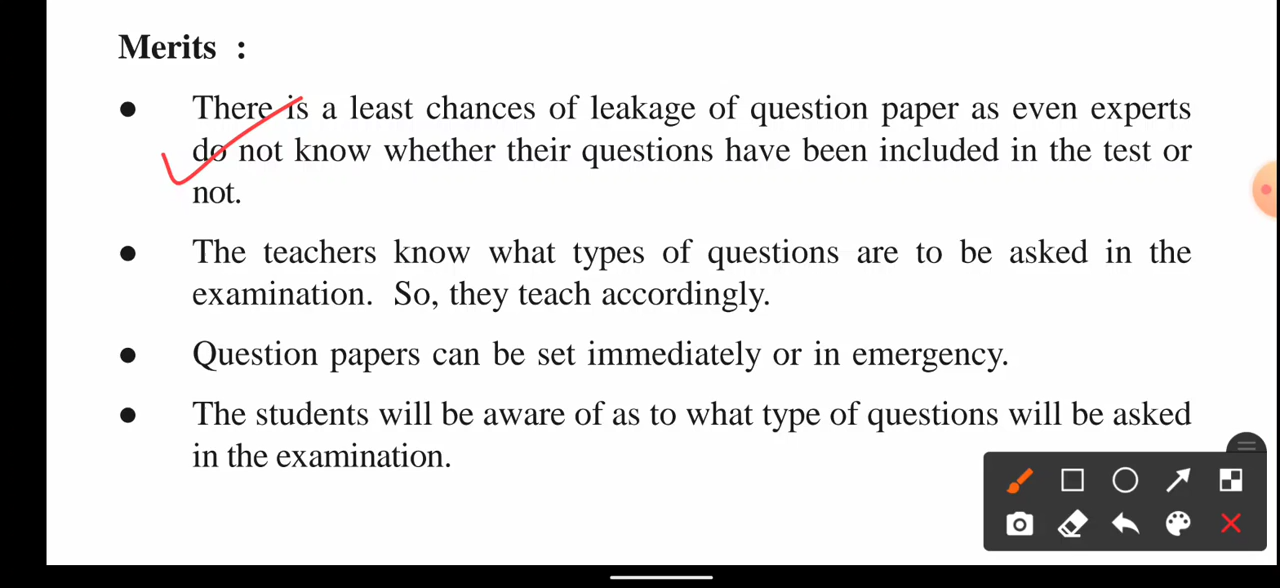 Merits :
● There is a least chances of leakage of question paper as even experts
do not know whether their questions have been included in the test or
not.
● The teachers know what types of questions are to be asked in the
examination. So, they teach accordingly.
● Question papers can be set immediately or in emergency.
● The students will be aware of as to what type of questions will be asked
in the examination.